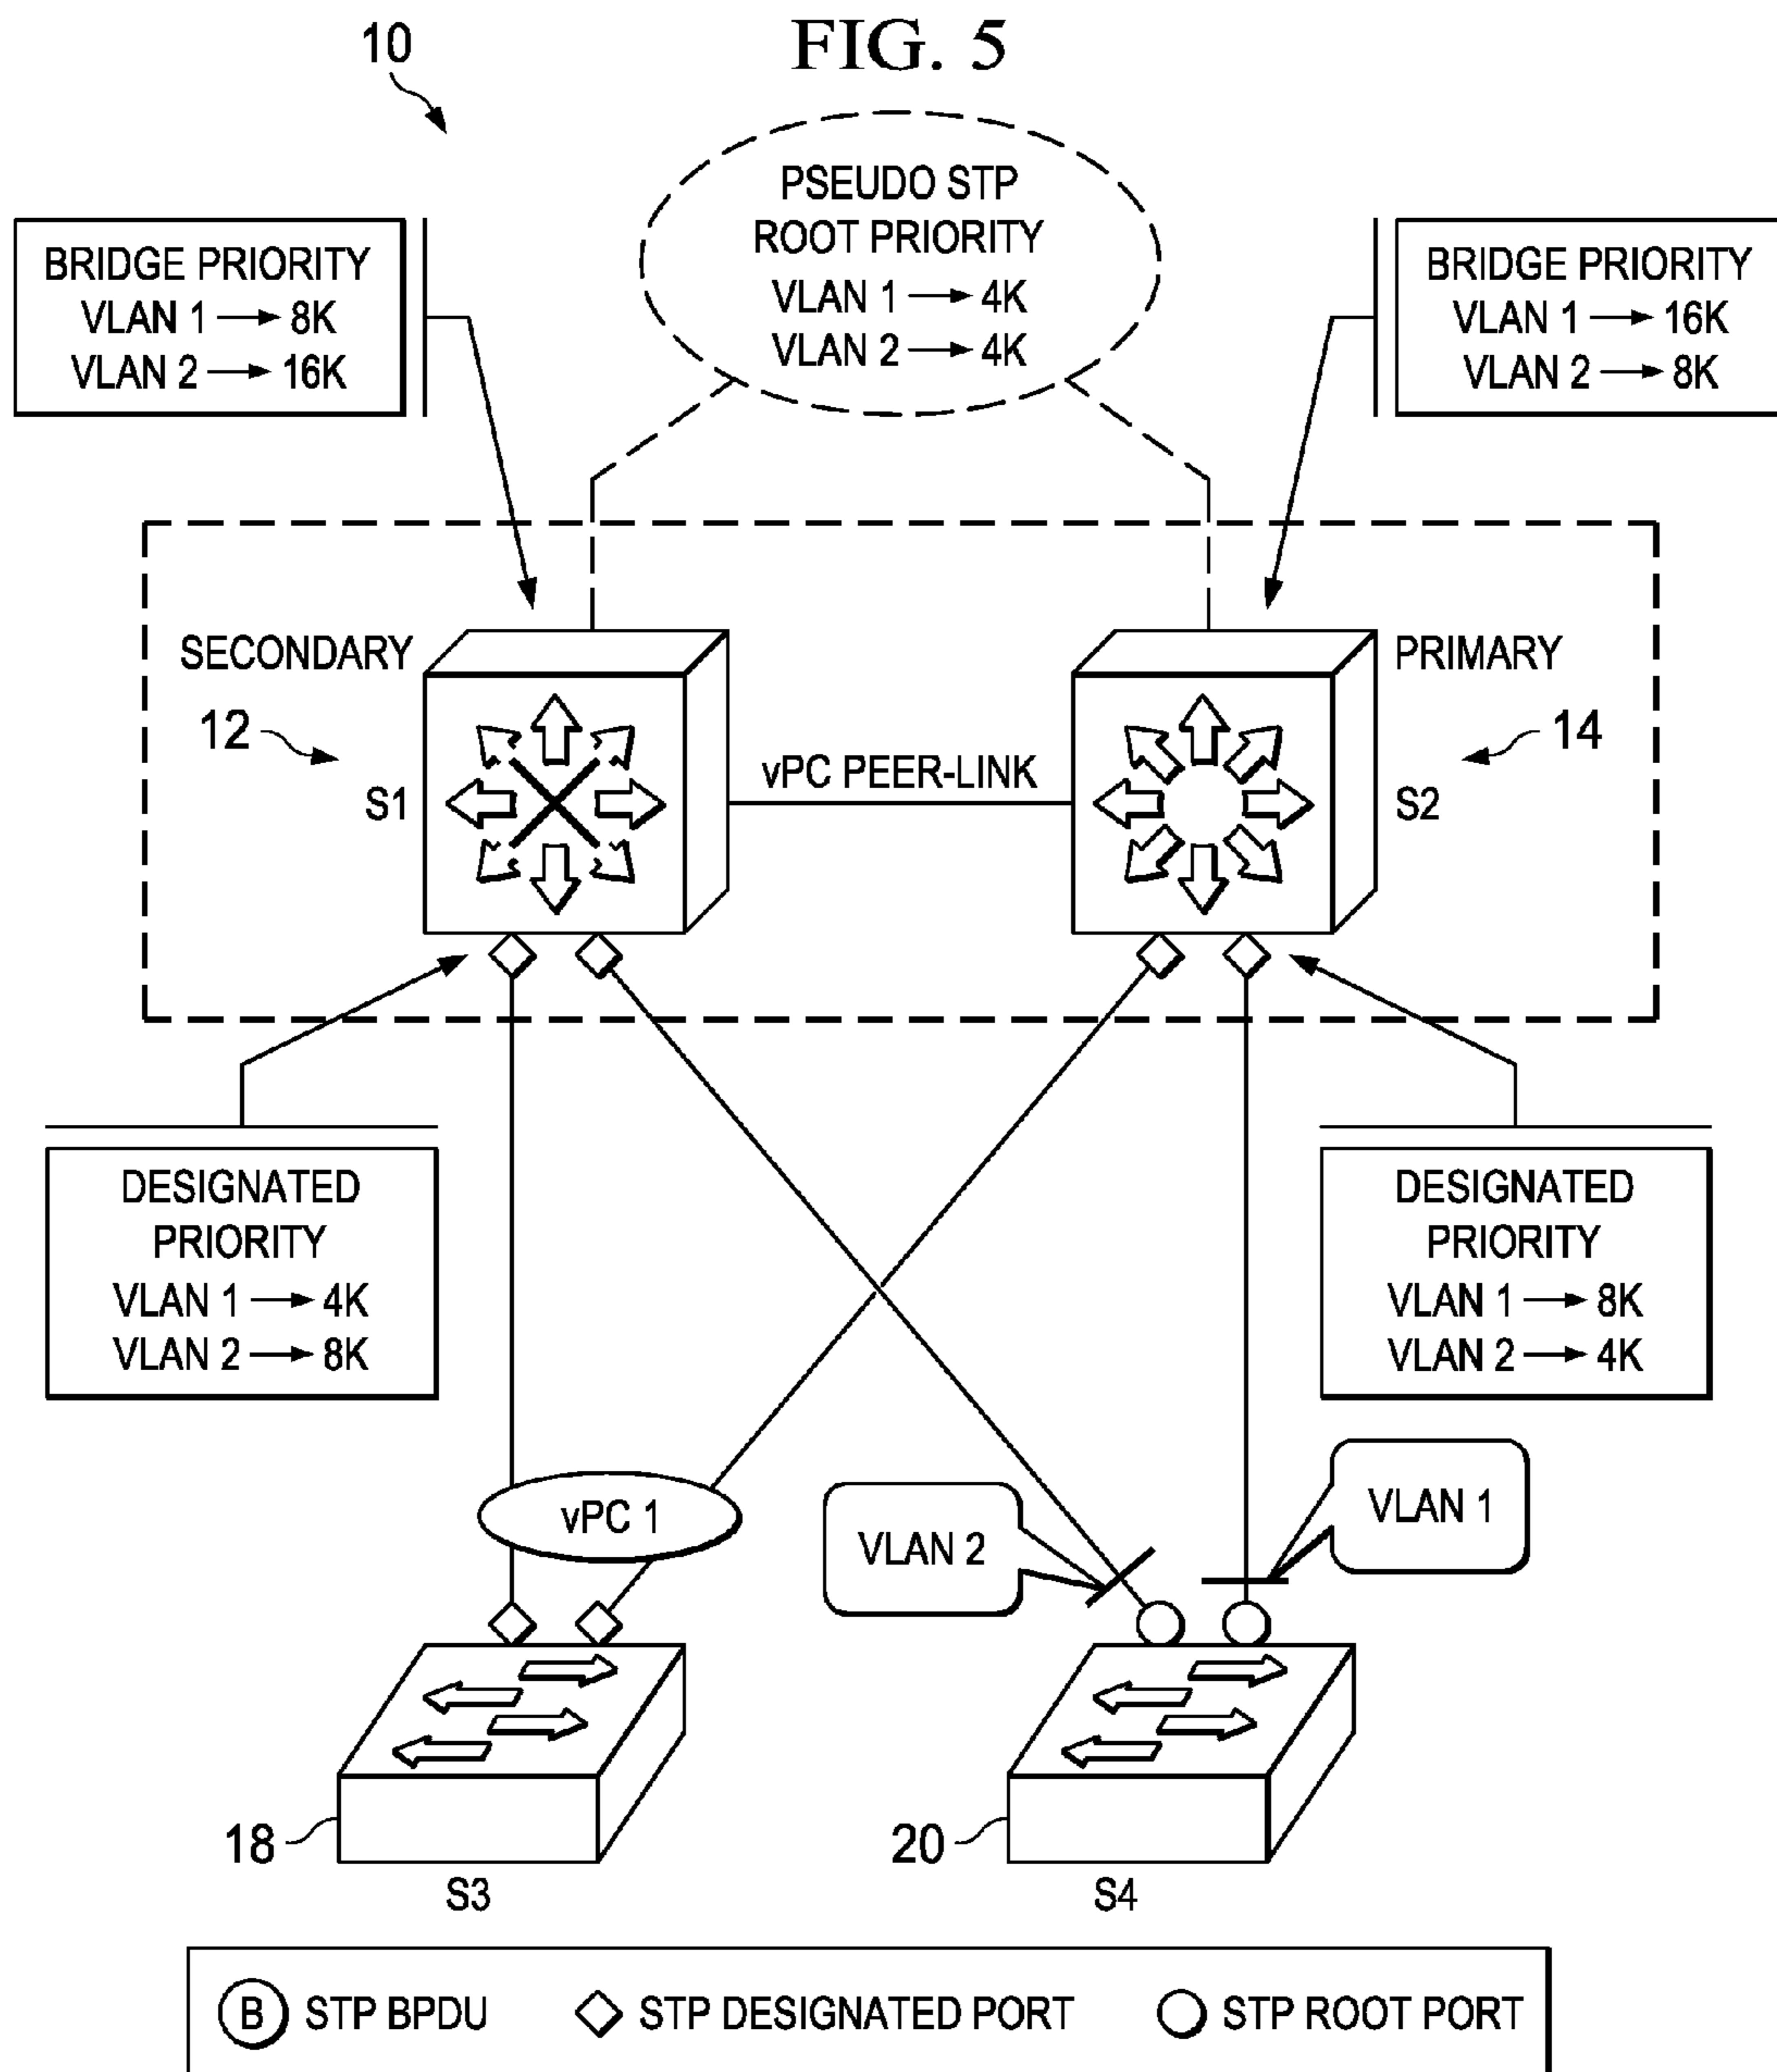 FIG. 5
10
PSEUDO STP
ROOT PRIORITY
VLAN 1 → 4K
VLAN 2 → 4K
BRIDGE PRIORITY
VLAN 1 → 8K
VLAN 2 → 16K
BRIDGE PRIORITY
VLAN 1 → 16K
VLAN 2 → 8K
SECONDARY
12
S1
vPC PEER-LINK
PRIMARY
14
S2
DESIGNATED
PRIORITY
VLAN 1 → 4K
VLAN 2 → 8K
DESIGNATED
PRIORITY
VLAN 1 → 8K
VLAN 2 → 4K
vPC 1
VLAN 2
VLAN 1
18
S3
20
S4
B STP BPDU
STP DESIGNATED PORT
STP ROOT PORT